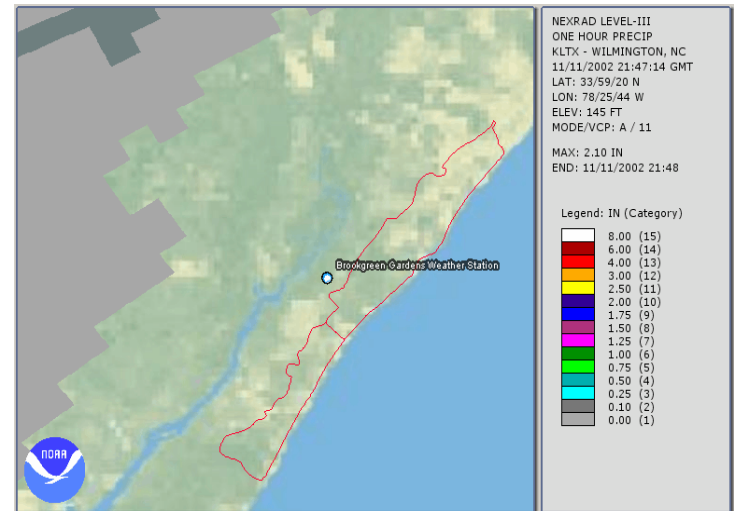 Brookgreen Gardens Weather Station
NOAA
NEXRAD LEVEL-III
ONE HOUR PRECIP
KLTX - WILMINGTON, NC
11/11/2002 21:47:14 GMT
LAT: 33/59/20 N
LON: 78/25/44 W
ELEV: 145 FT
MODE/VCP: A / 11
MAX: 2.10 IN
END: 11/11/2002 21:48
Legend: IN (Category)
8.00 (15)
6.00 (14)
4.00 (13)
3.00 (12)
2.50 (11)
2.00 (10)
1.75 (9)
1.50 (8)
1.25 (7)
1.00 (6)
0.75 (5)
0.50 (4)
0.25 (3)
0.10 (2)
0.00 (1)